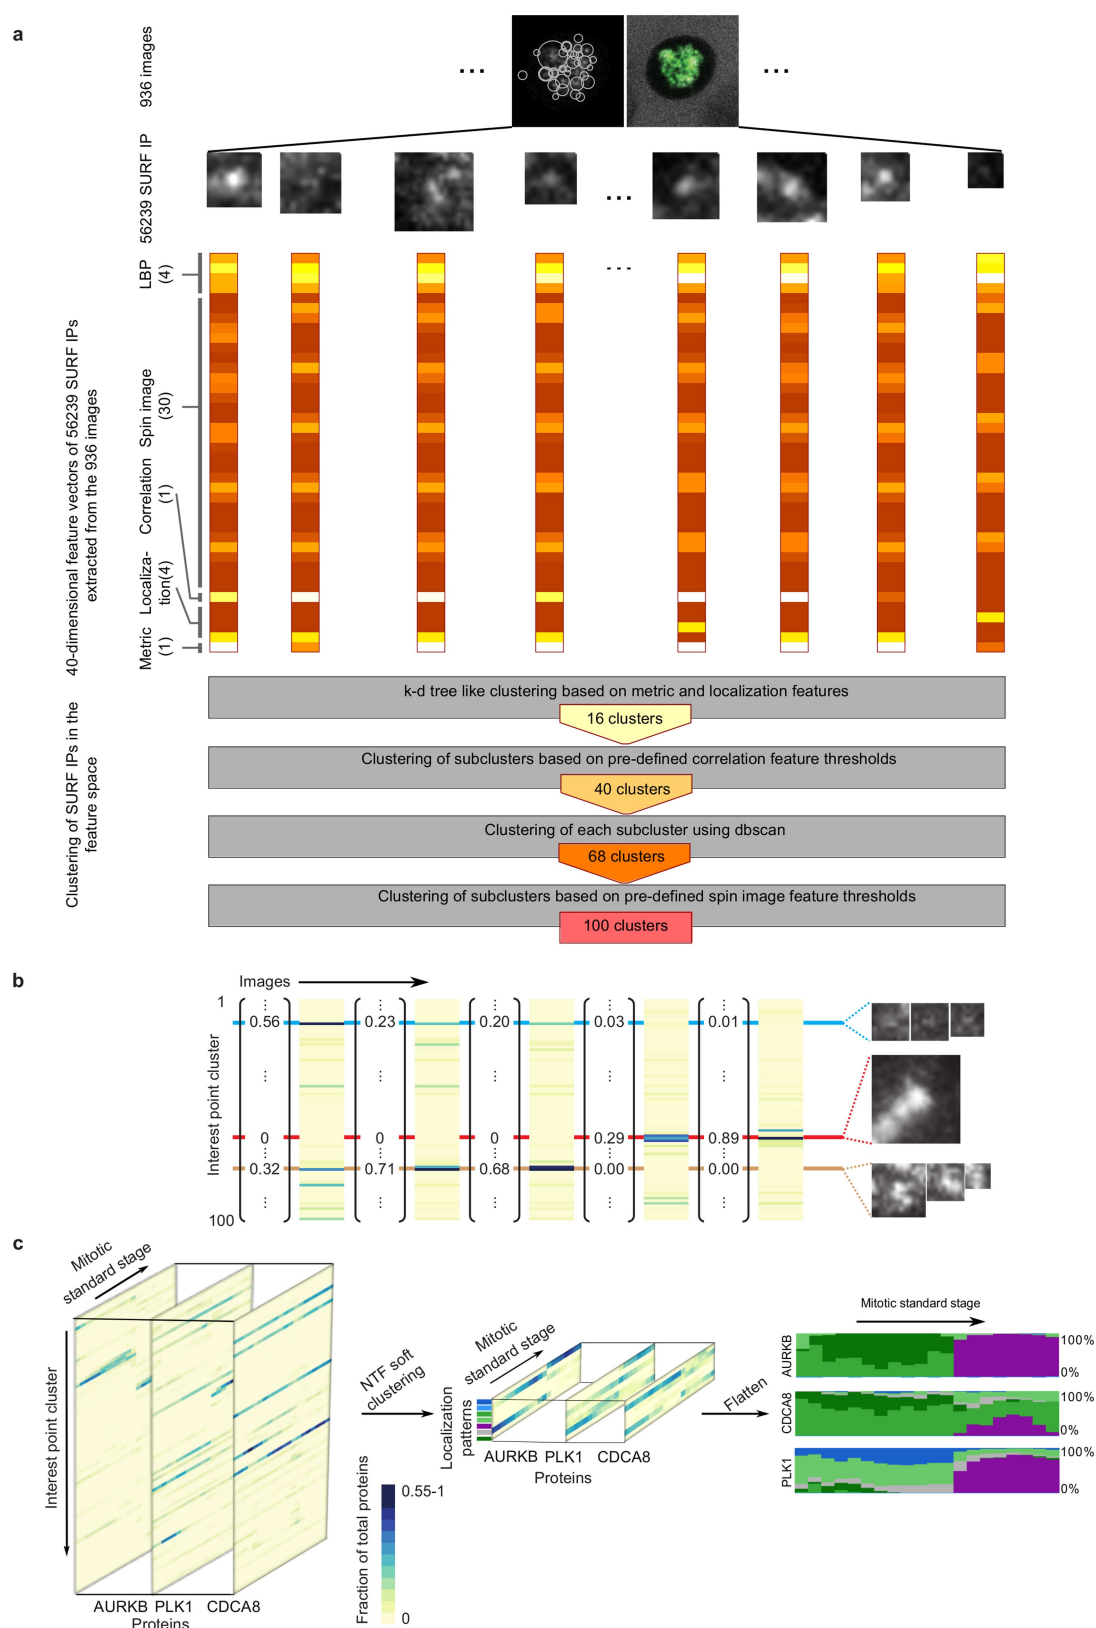 a
936 images
...
...
56239 SURF IP
...
40-dimensional feature vectors of 56239 SURF IPs
extracted from the 936 images
LBP
(4)
...
Spin image
(30)
Correlation
(1)
Localiza-
tion(4)
Metric
(1)
Clustering of SURF IPs in the
feature space
k-d tree like clustering based on metric and localization features
16 clusters
Clustering of subclusters based on pre-defined correlation feature thresholds
40 clusters
Clustering of each subcluster using dbscan
68 clusters
Clustering of subclusters based on pre-defined spin image feature thresholds
100 clusters
b
Images
Interest point cluster
1
100
0.56 0.23 0.20 0.03 0.01
0 0 0 0.29 0.89
0.32 0.71 0.68 0.00 0.00
c
Mitotic
standard stage
Interest point cluster
AURKB PLK1 CDCA8
Proteins
NTF soft
clustering
Fraction of total proteins
0.55-1
0
Mitotic
standard stage
Localization
patterns
AURKB PLK1 CDCA8
Proteins
Flatten
Mitotic standard stage
AURKB
100%
0%
CDCA8
100%
0%
PLK1
100%
0%